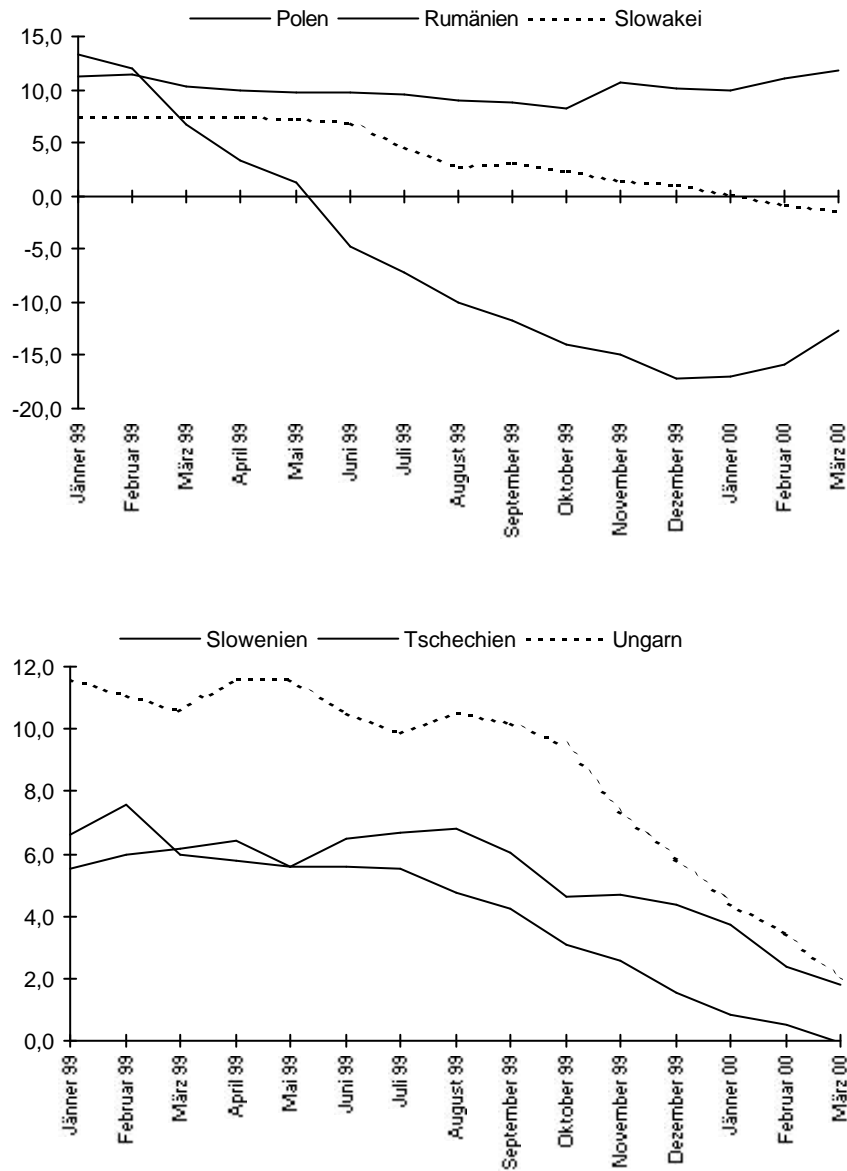 Polen Rumänien Slowakei
15,0
10,0
5,0
0,0
-5,0
-10,0
-15,0
-20,0
Jänner 99
Februar 99
März 99
April 99
Mai 99
Juni 99
Juli 99
August 99
September 99
Oktober 99
November 99
Dezember 99
Jänner 00
Februar 00
März 00
Slowenien Tschechien Ungarn
12,0
10,0
8,0
6,0
4,0
2,0
0,0
Jänner 99
Februar 99
März 99
April 99
Mai 99
Juni 99
Juli 99
August 99
September 99
Oktober 99
November 99
Dezember 99
Jänner 00
Februar 00
März 00